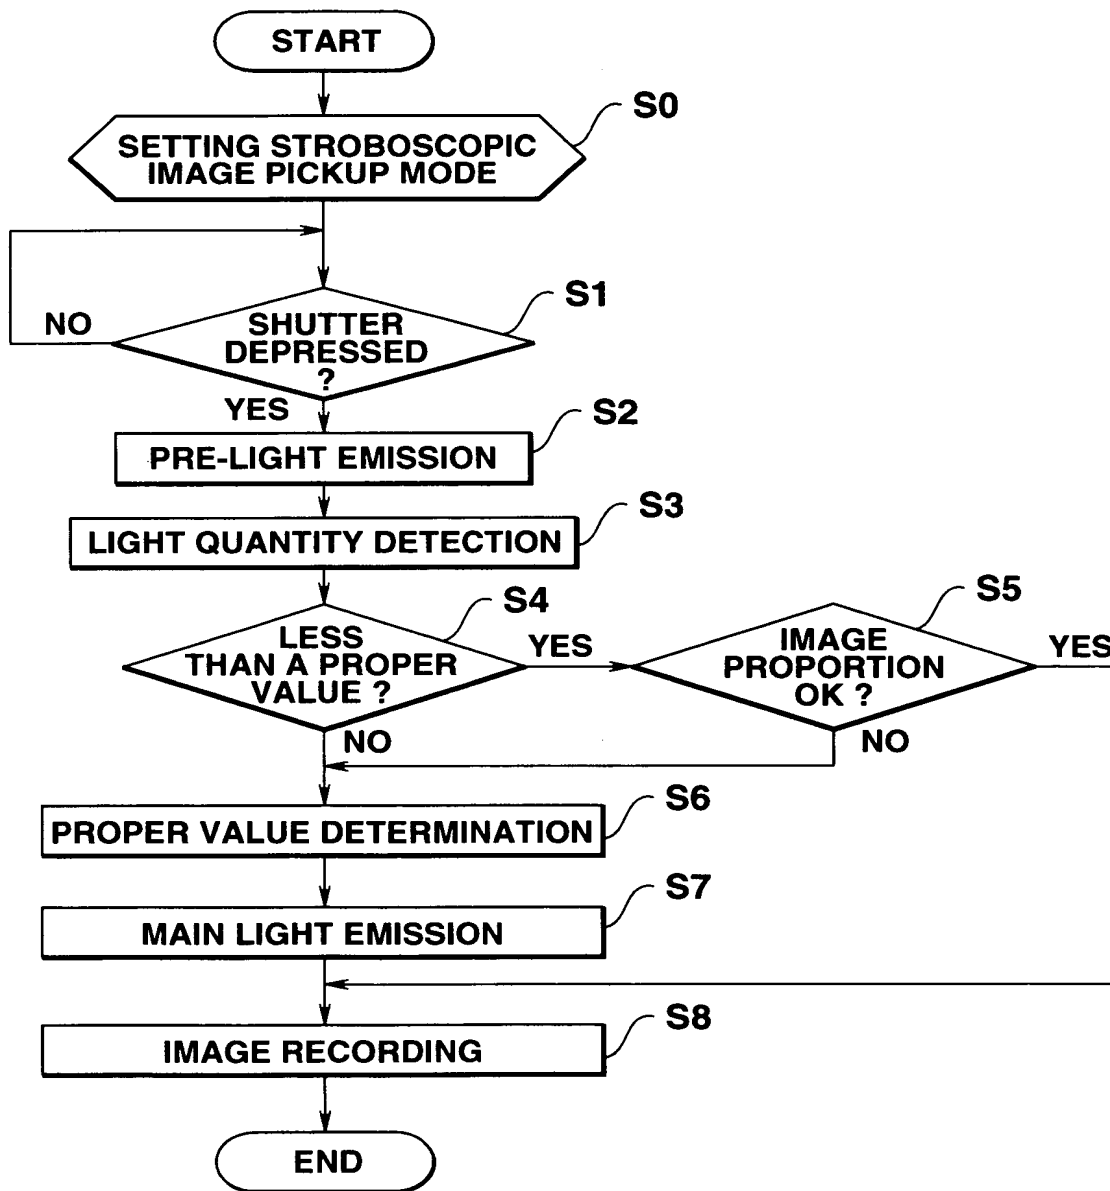 START
S0
SETTING STROBOSCOPIC
IMAGE PICKUP MODE
S1
NO
SHUTTER
DEPRESSED
?
YES
S2
PRE-LIGHT EMISSION
S3
LIGHT QUANTITY DETECTION
S4
LESS
THAN A PROPER
VALUE ?
YES
NO
S5
IMAGE
PROPORTION
OK ?
YES
NO
S6
PROPER VALUE DETERMINATION
S7
MAIN LIGHT EMISSION
S8
IMAGE RECORDING
END